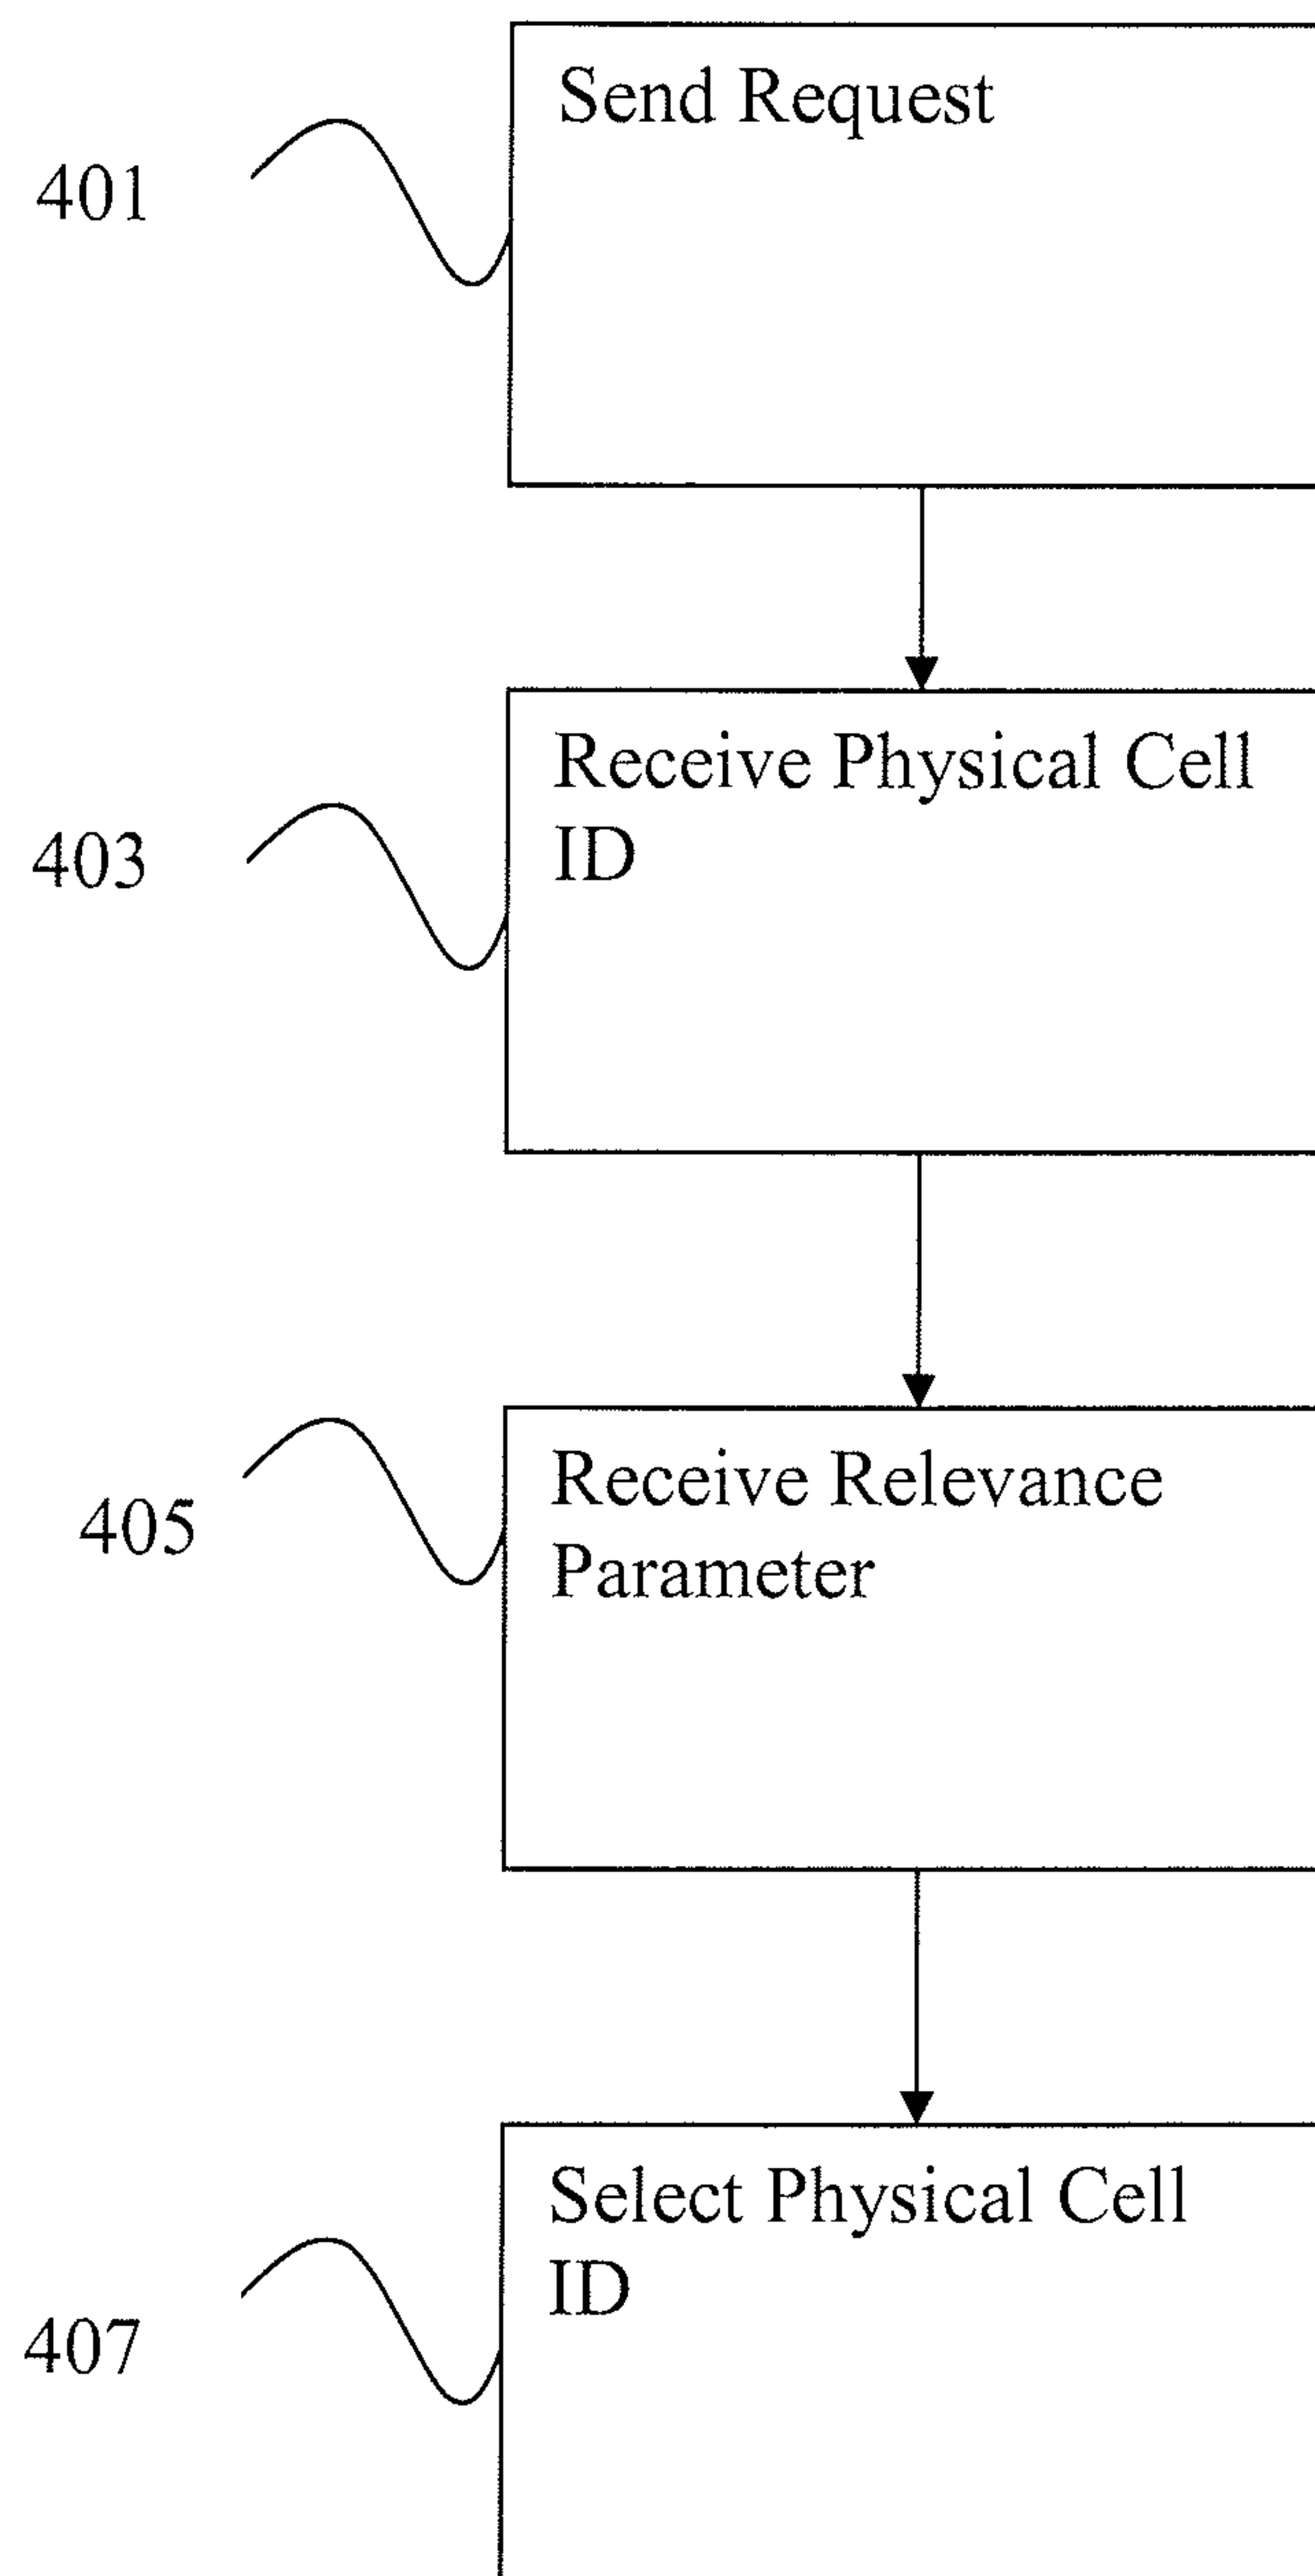 Send Request
401
Receive Physical Cell
ID
403
Receive Relevance
Parameter
405
Select Physical Cell
ID
407